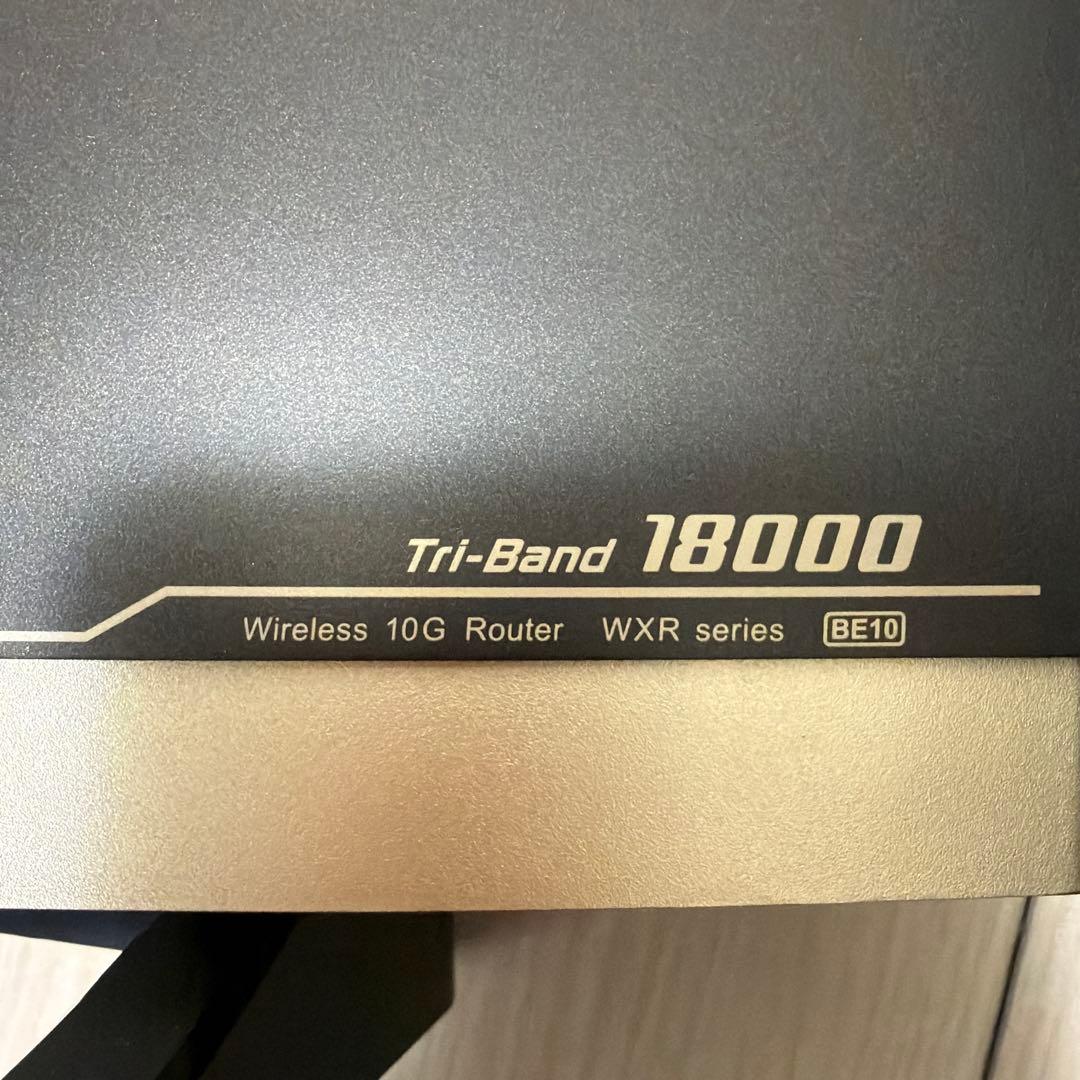 Tri-Band 18000
Wireless 10G Router WXR series BE10